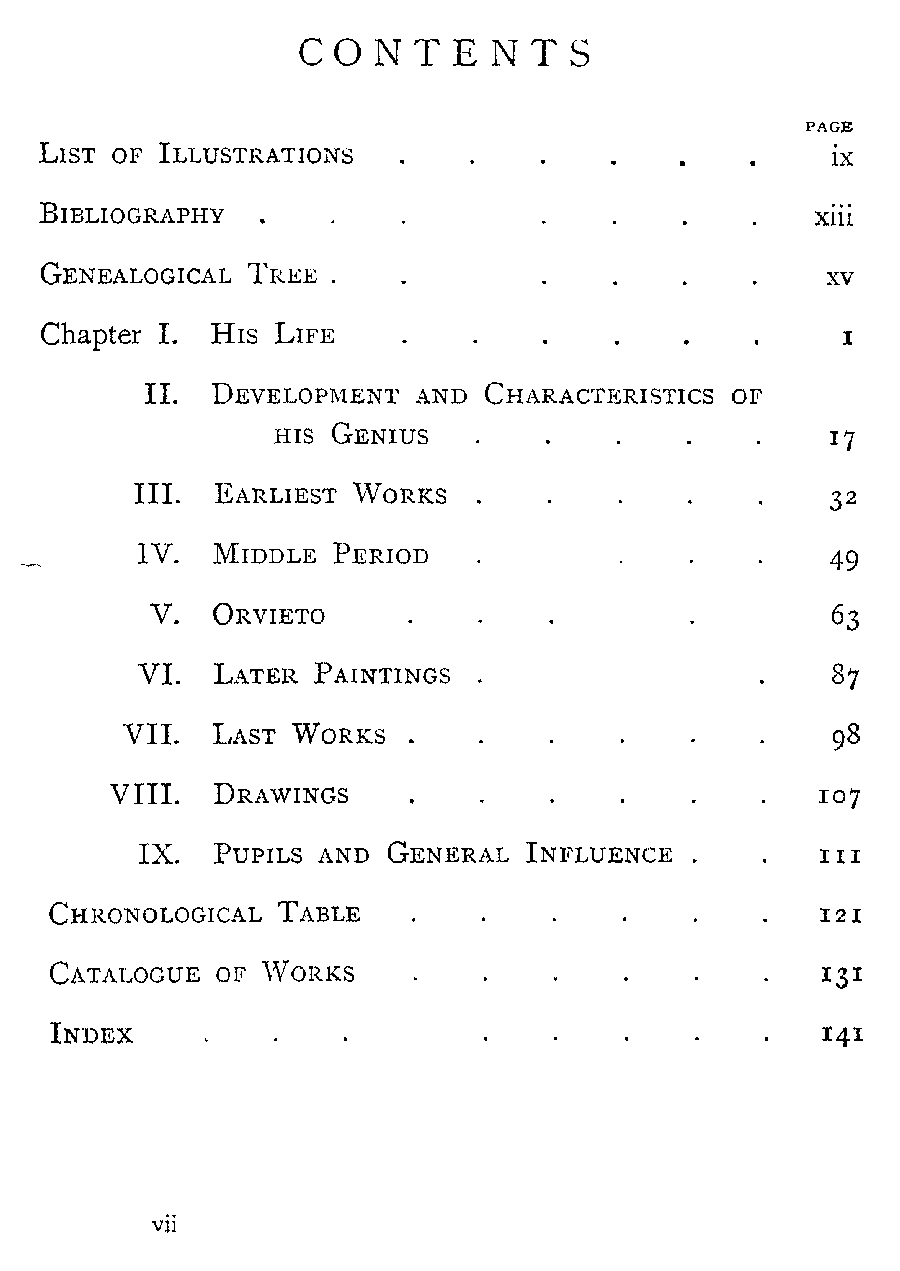 CONTENTS
PAGE
LIST OF ILLUSTRATIONS . . . . . . ix
BIBLIOGRAPHY . . . . . . . xiii
GENEALOGICAL TREE . . . . . . xv
Chapter I. HIS LIFE . . . . . . 1
II. DEVELOPMENT AND CHARACTERISTICS OF
HIS GENIUS . . . . . 17
III. EARLIEST WORKS . . . . . 32
IV. MIDDLE PERIOD . . . . 49
V. ORVIETO . . . . 63
VI. LATER PAINTINGS . . 87
VII. LAST WORKS . . . . . . 98
VIII. DRAWINGS . . . . . . 107
IX. PUPILS AND GENERAL INFLUENCE . . 111
CHRONOLOGICAL TABLE . . . . . . 121
CATALOGUE OF WORKS . . . . . . 131
INDEX . . . . . . . . 141
vii